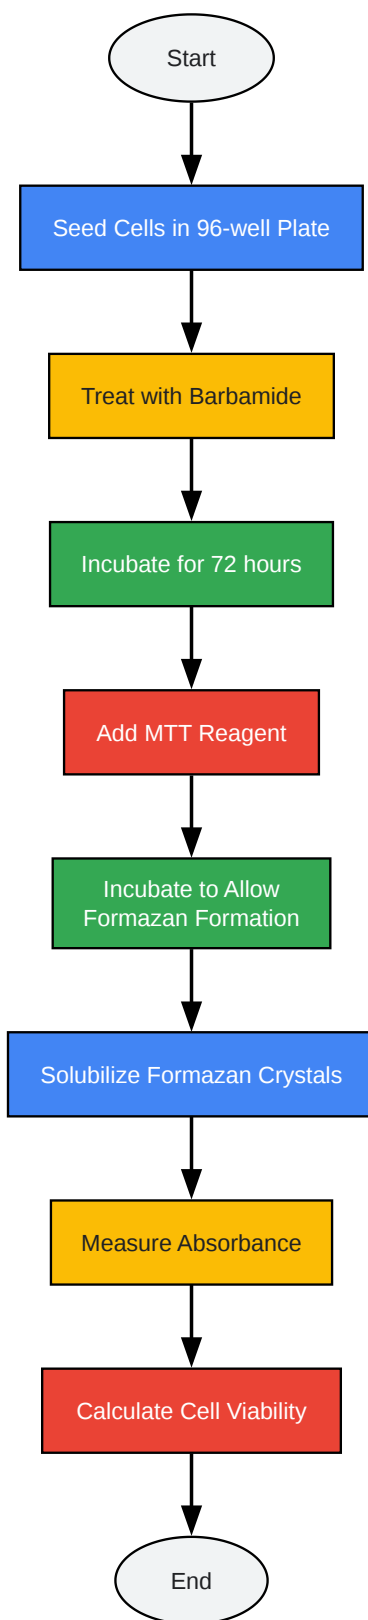 Start
Seed Cells in 96-well Plate
Treat with Barbamide
Incubate for 72 hours
Add MTT Reagent
Incubate to Allow
Formazan Formation
Solubilize Formazan Crystals
Measure Absorbance
Calculate Cell Viability
End